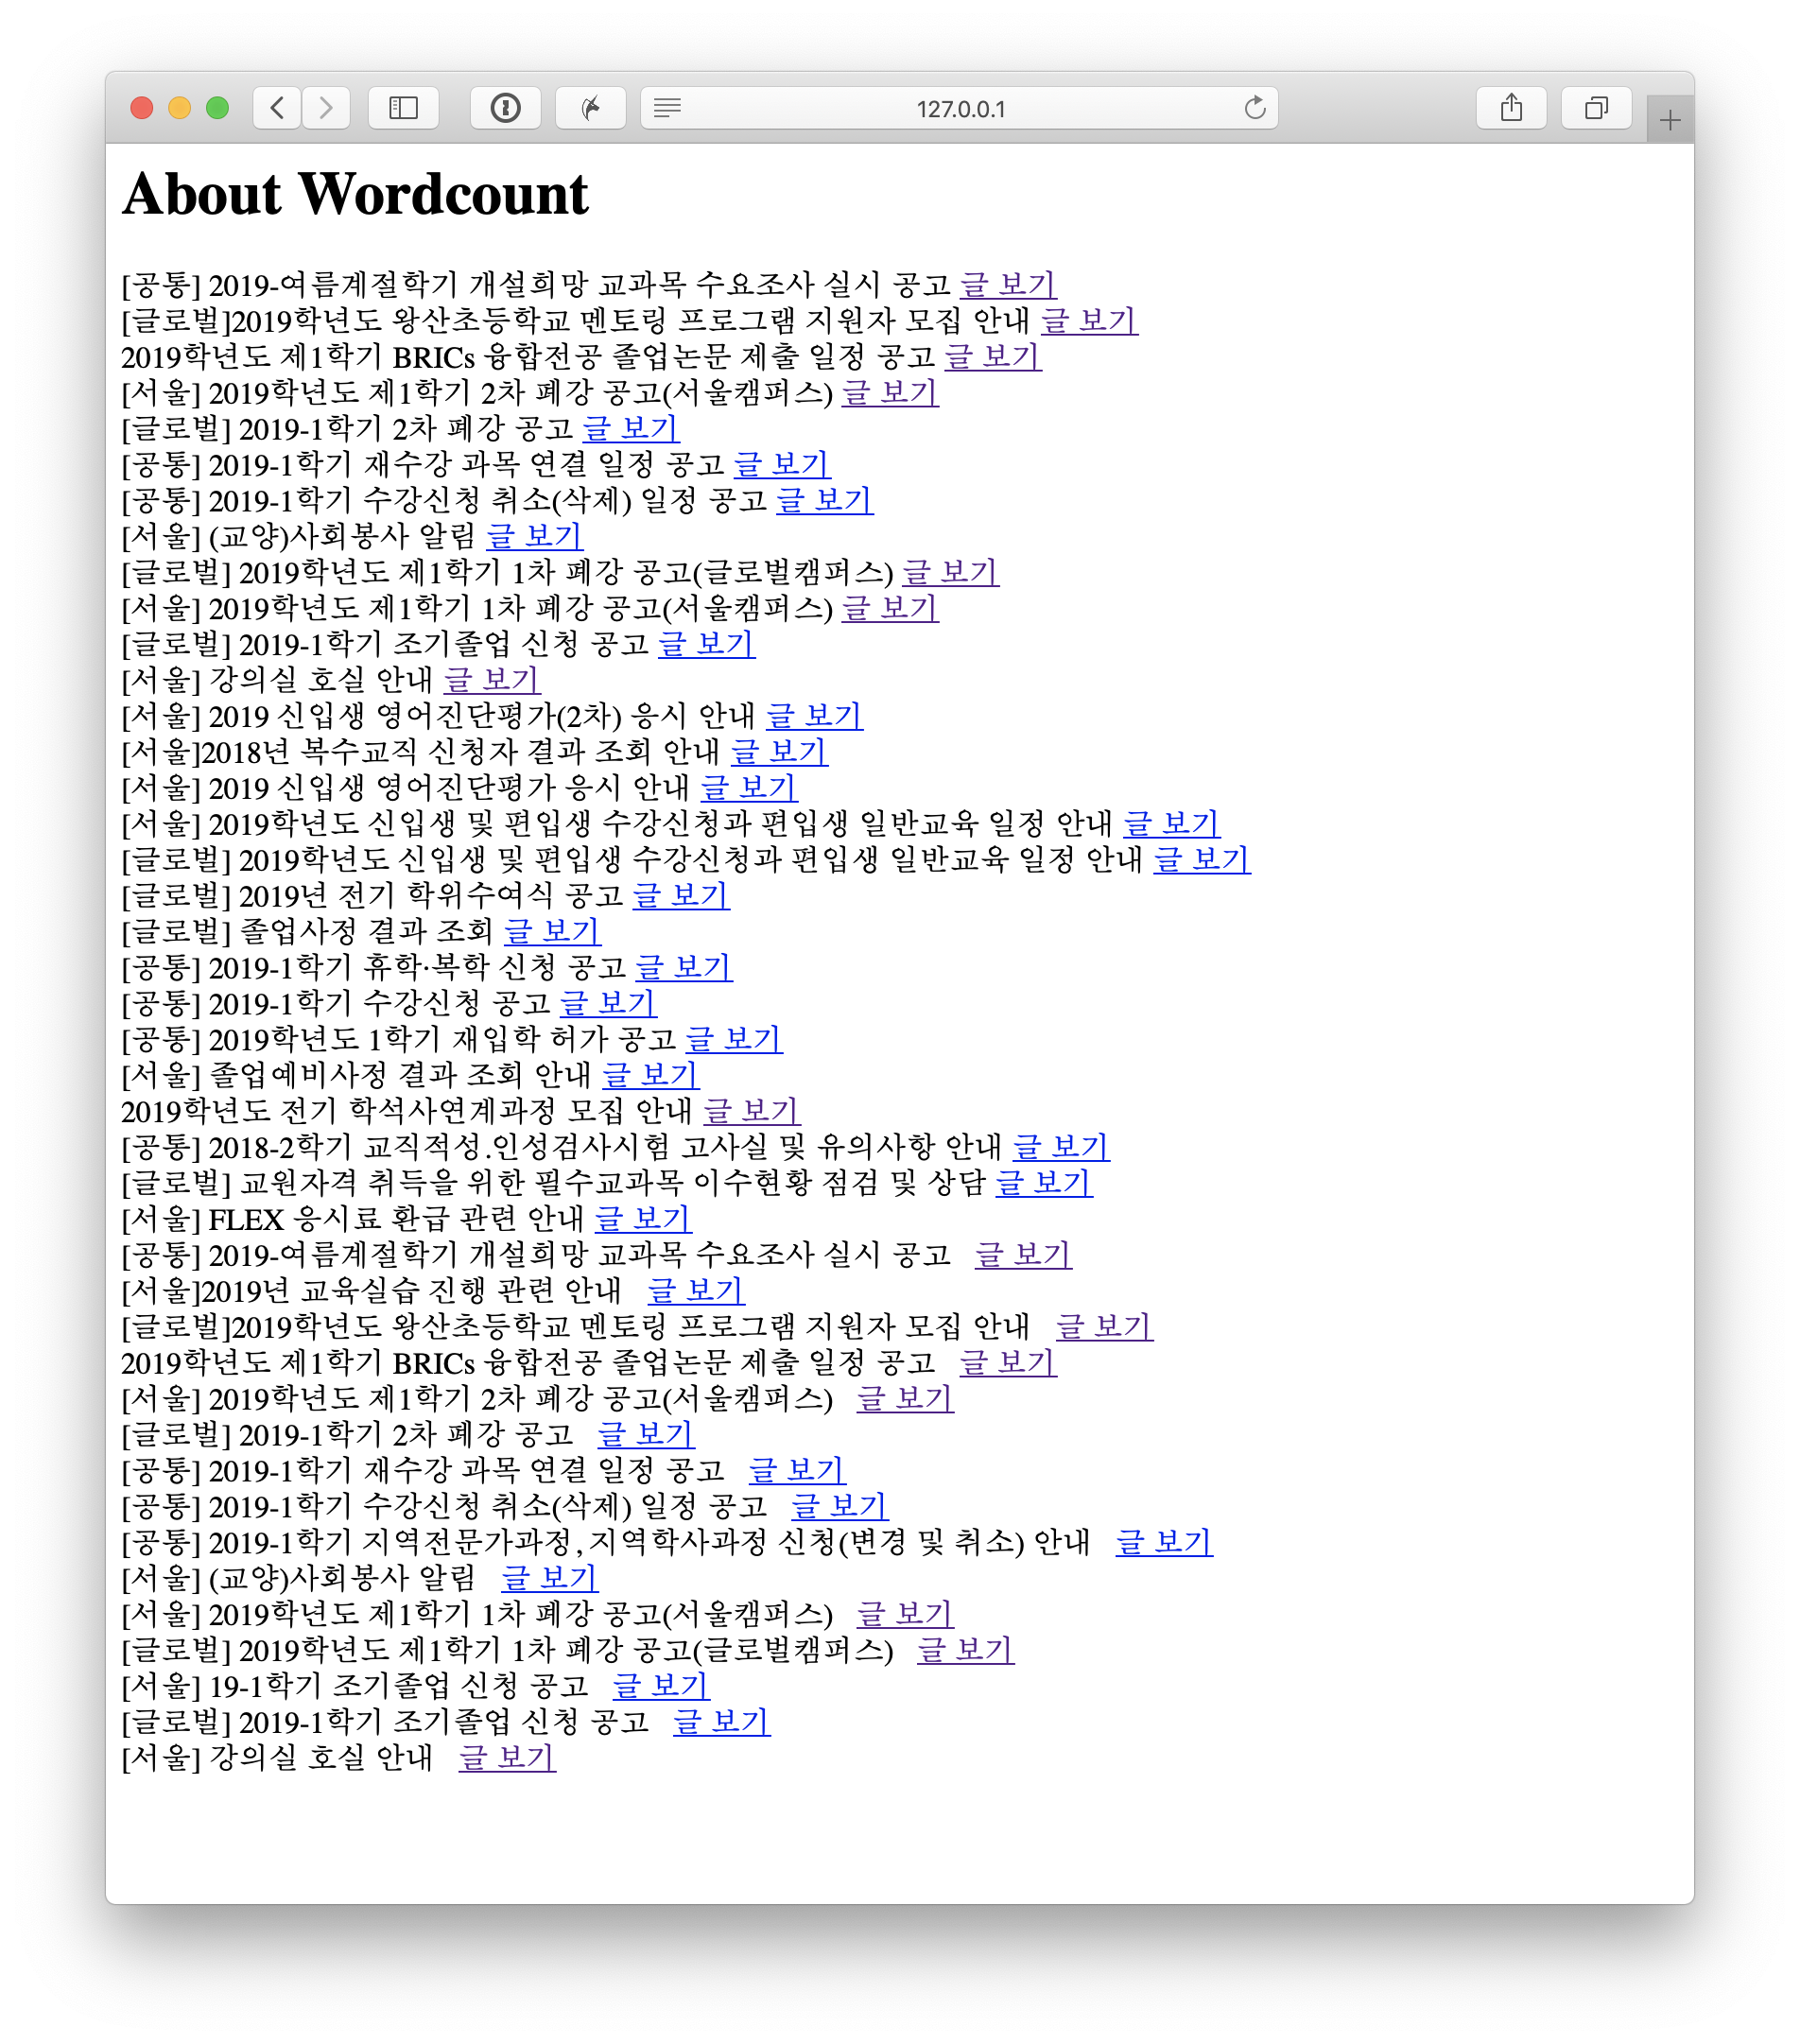 127.0.0.1
About Wordcount
[공통] 2019-여름계절학기 개설희망 교과목 수요조사 실시 공고 글 보기
[글로벌]2019학년도 왕산초등학교 멘토링 프로그램 지원자 모집 안내 글 보기
2019학년도 제1학기 BRICs 융합전공 졸업논문 제출 일정 공고 글 보기
[서울] 2019학년도 제1학기 2차 폐강 공고(서울캠퍼스) 글 보기
[글로벌] 2019-1학기 2차 폐강 공고 글 보기
[공통] 2019-1학기 재수강 과목 연결 일정 공고 글 보기
[공통] 2019-1학기 수강신청 취소(삭제) 일정 공고 글 보기
[서울] (교양)사회봉사 알림 글 보기
[글로벌] 2019학년도 제1학기 1차 폐강 공고(글로벌캠퍼스) 글 보기
[서울] 2019학년도 제1학기 1차 폐강 공고(서울캠퍼스) 글 보기
[글로벌] 2019-1학기 조기졸업 신청 공고 글 보기
[서울] 강의실 호실 안내 글 보기
[서울] 2019 신입생 영어진단평가(2차) 응시 안내 글 보기
[서울]2018년 복수교직 신청자 결과 조회 안내 글 보기
[서울] 2019 신입생 영어진단평가 응시 안내 글 보기
[서울] 2019학년도 신입생 및 편입생 수강신청과 편입생 일반교육 일정 안내 글 보기
[글로벌] 2019학년도 신입생 및 편입생 수강신청과 편입생 일반교육 일정 안내 글 보기
[글로벌] 2019년 전기 학위수여식 공고 글 보기
[글로벌] 졸업사정 결과 조회 글 보기
[공통] 2019-1학기 휴학·복학 신청 공고 글 보기
[공통] 2019-1학기 수강신청 공고 글 보기
[공통] 2019학년도 1학기 재입학 허가 공고 글 보기
[서울] 졸업예비사정 결과 조회 안내 글 보기
2019학년도 전기 학석사연계과정 모집 안내 글 보기
[공통] 2018-2학기 교직적성.인성검사시험 고사실 및 유의사항 안내 글 보기
[글로벌] 교원자격 취득을 위한 필수교과목 이수현황 점검 및 상담 글 보기
[서울] FLEX 응시료 환급 관련 안내 글 보기
[공통] 2019-여름계절학기 개설희망 교과목 수요조사 실시 공고 글 보기
[서울]2019년 교육실습 진행 관련 안내 글 보기
[글로벌]2019학년도 왕산초등학교 멘토링 프로그램 지원자 모집 안내 글 보기
2019학년도 제1학기 BRICs 융합전공 졸업논문 제출 일정 공고 글 보기
[서울] 2019학년도 제1학기 2차 폐강 공고(서울캠퍼스) 글 보기
[글로벌] 2019-1학기 2차 폐강 공고 글 보기
[공통] 2019-1학기 재수강 과목 연결 일정 공고 글 보기
[공통] 2019-1학기 수강신청 취소(삭제) 일정 공고 글 보기
[공통] 2019-1학기 지역전문가과정, 지역학사과정 신청(변경 및 취소) 안내 글 보기
[서울] (교양)사회봉사 알림 글 보기
[서울] 2019학년도 제1학기 1차 폐강 공고(서울캠퍼스) 글 보기
[글로벌] 2019학년도 제1학기 1차 폐강 공고(글로벌캠퍼스) 글 보기
[서울] 19-1학기 조기졸업 신청 공고 글 보기
[글로벌] 2019-1학기 조기졸업 신청 공고 글 보기
[서울] 강의실 호실 안내 글 보기